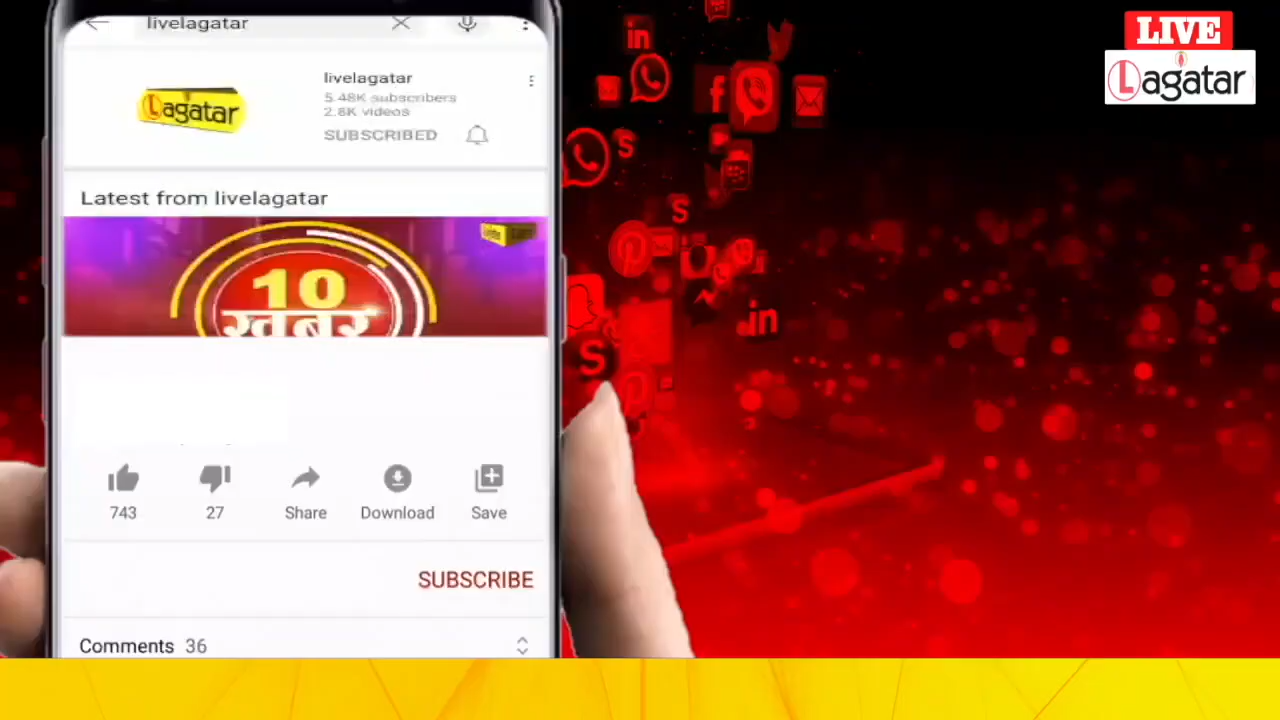 livelagatar
LIVE
Lagatar
livelagatar
5.48K subscribers
2.8K videos
SUBSCRIBED
Lagatar
Latest from livelagatar
10
खबर
743
27
Share
Download
Save
SUBSCRIBE
Comments 36